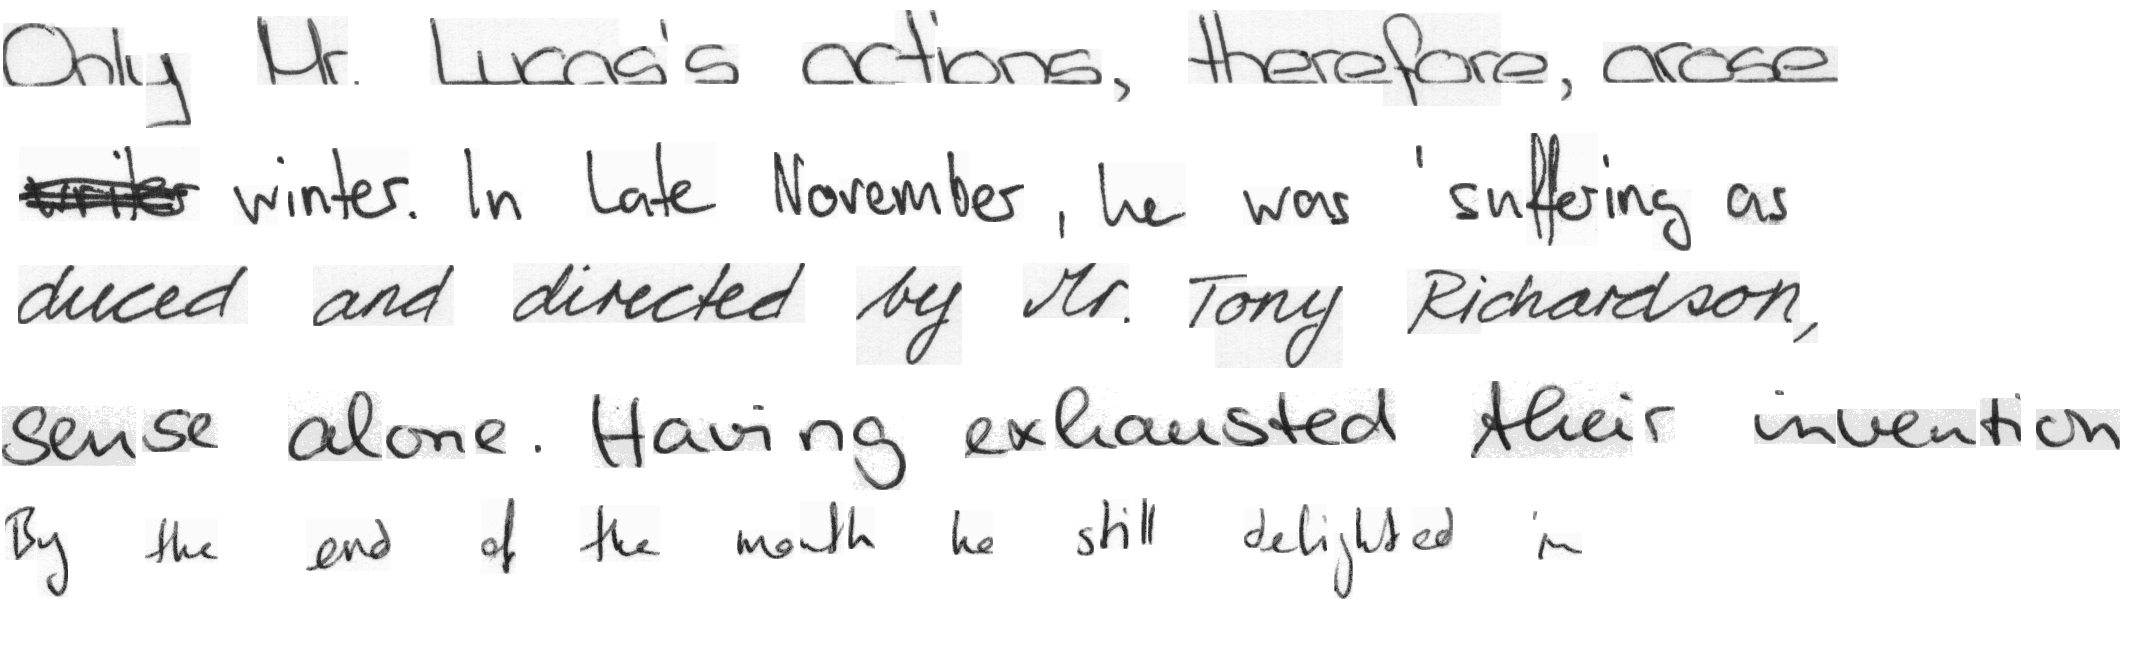 Only Mr. Lucas's actions, therefore, arose
winter. In late November, he was 'suffering as
duced and directed by Mr. Tony Richardson,
sense alone. Having exhausted their invention
By the end of the month he still delighted in